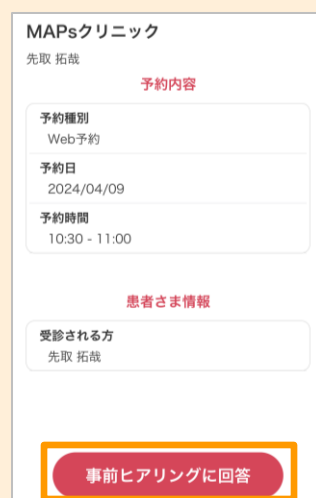 MAPsクリニック
先取 拓哉
予約内容
予約種別
Web予約
予約日
2024/04/09
予約時間
10:30 - 11:00
患者さま情報
受診される方
先取 拓哉
事前ヒアリングに回答